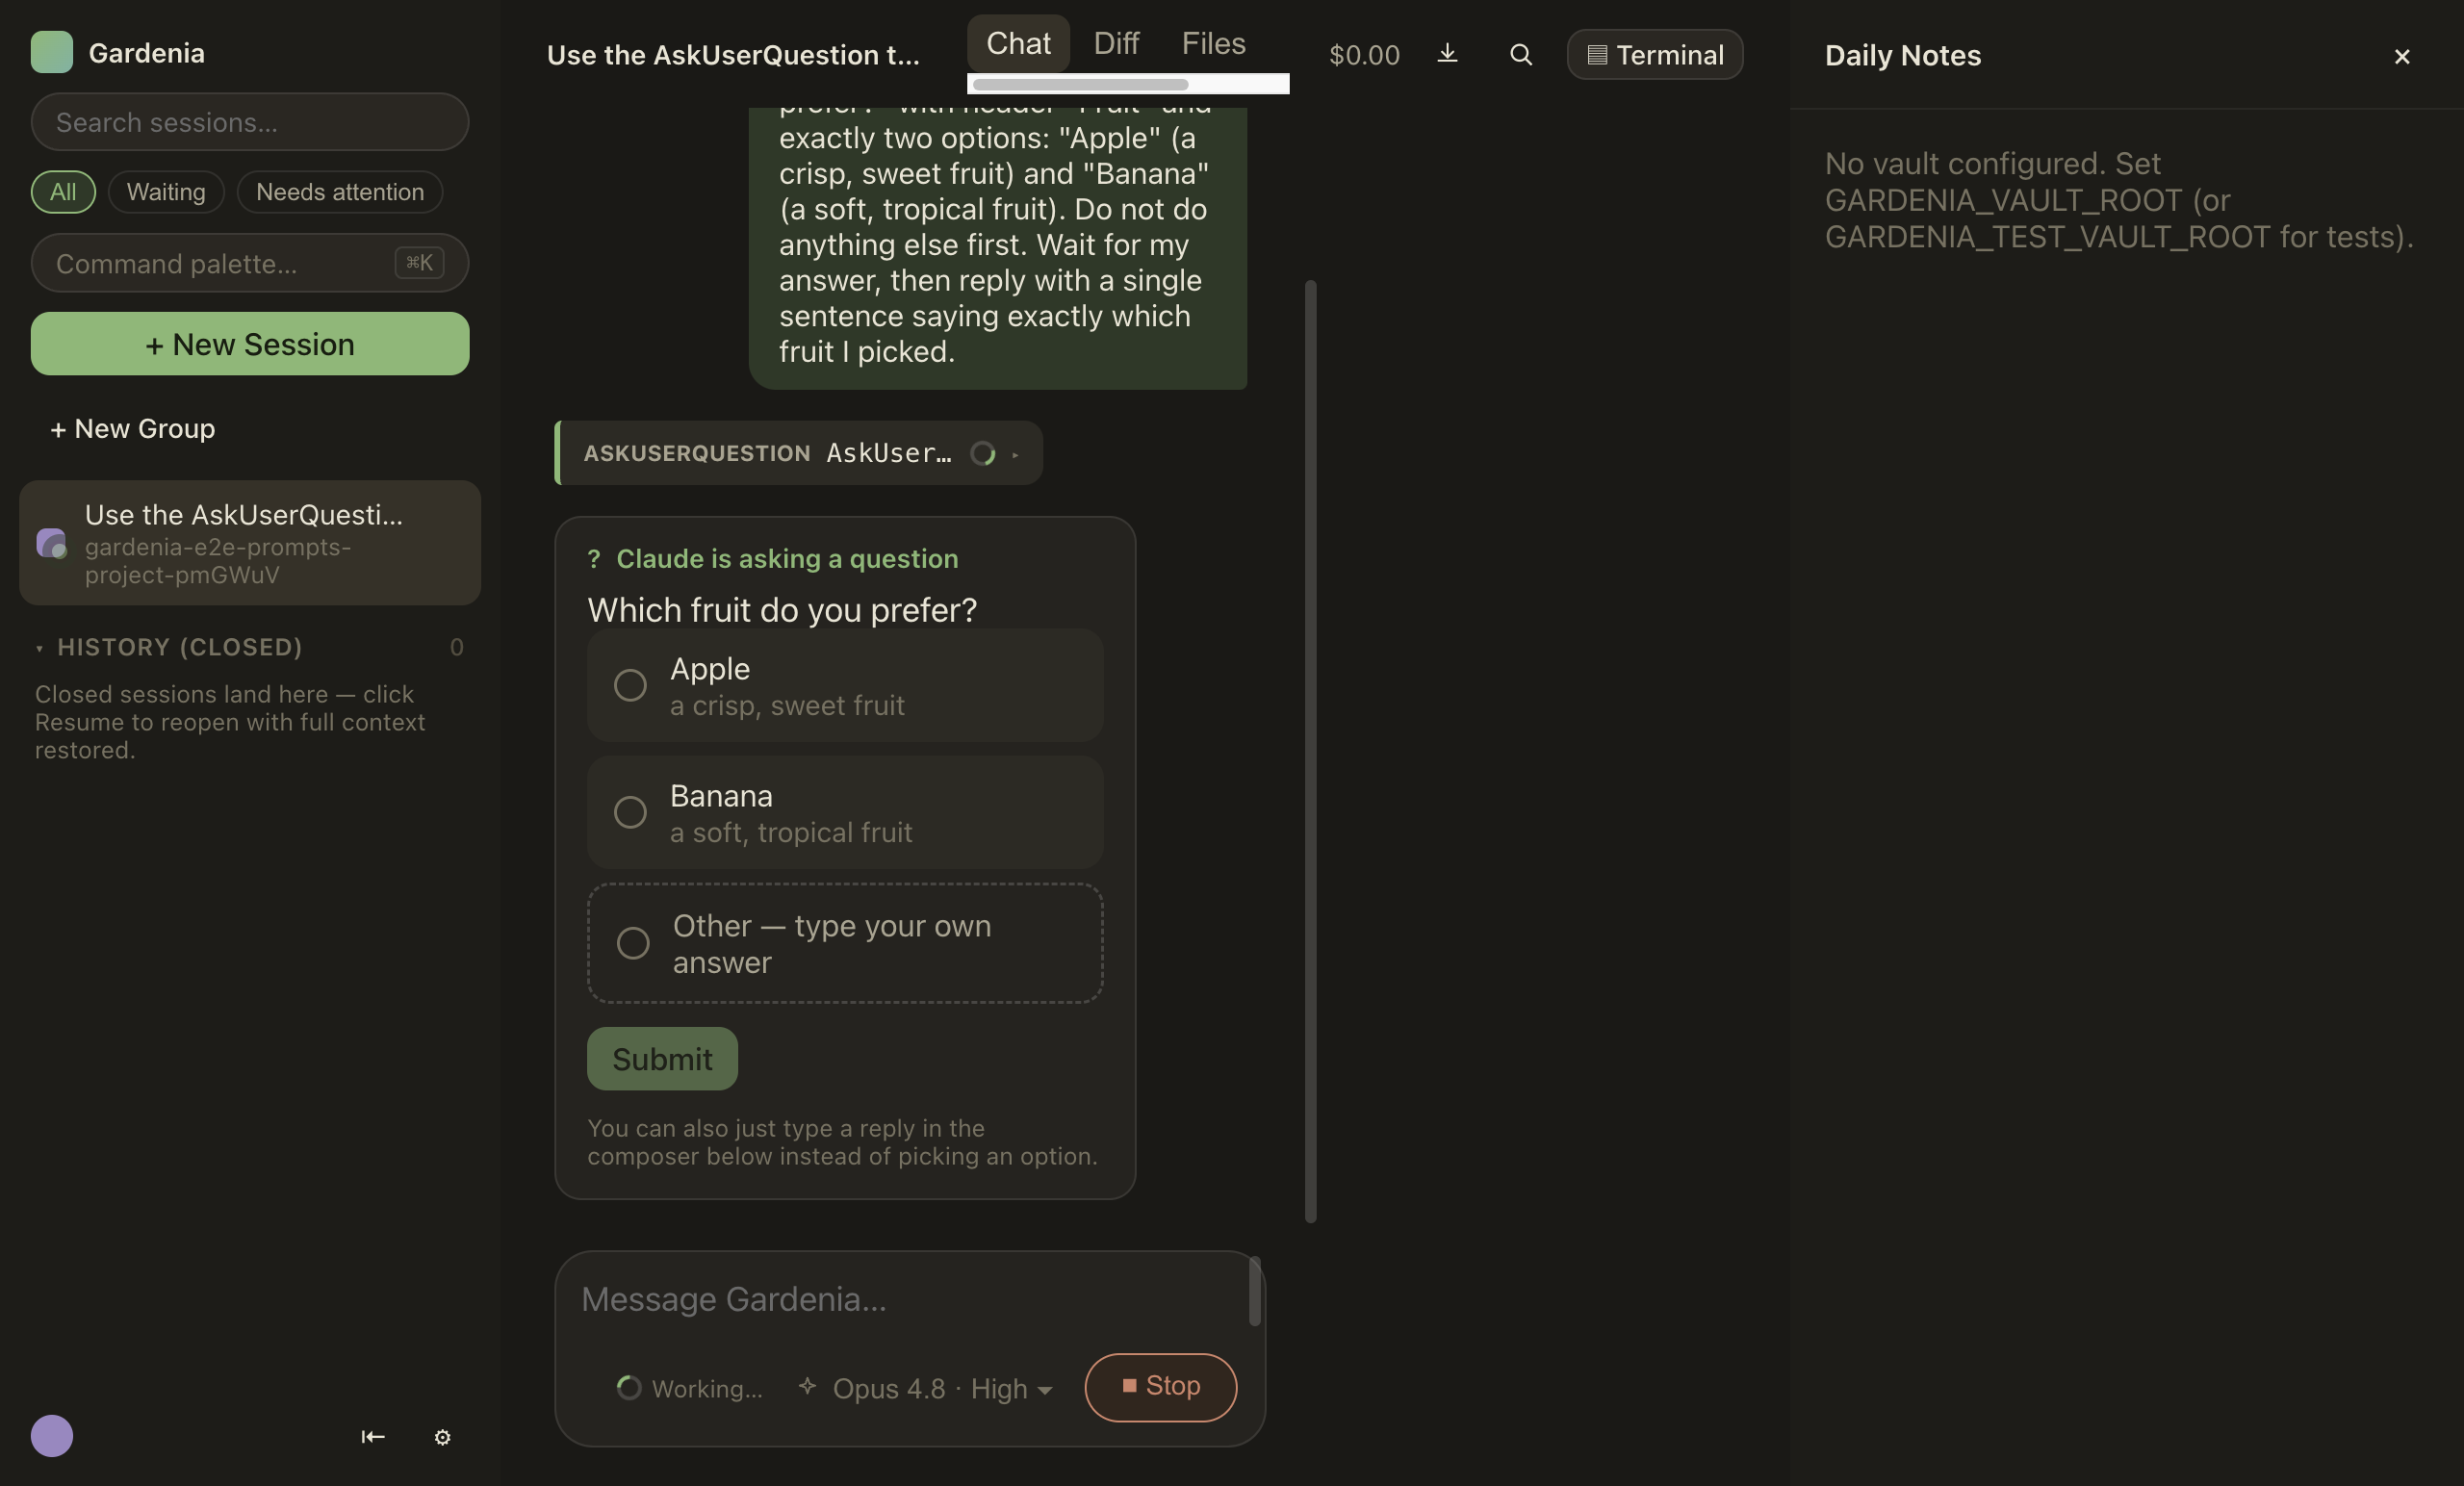 Gardenia
Search sessions...
All
Waiting
Needs attention
Command palette...
⌘K
+ New Session
+ New Group
Use the AskUserQuesti...
gardenia-e2e-prompts-
project-pmGWuV
HISTORY (CLOSED)
0
Closed sessions land here — click
Resume to reopen with full context
restored.
Use the AskUserQuestion t...
Chat
Diff
Files
$0.00
Terminal
prefer?" with header "Fruit" and
exactly two options: "Apple" (a
crisp, sweet fruit) and "Banana"
(a soft, tropical fruit). Do not do
anything else first. Wait for my
answer, then reply with a single
sentence saying exactly which
fruit I picked.
ASKUSERQUESTION AskUser…
? Claude is asking a question
Which fruit do you prefer?
Apple
a crisp, sweet fruit
Banana
a soft, tropical fruit
Other — type your own
answer
Submit
You can also just type a reply in the
composer below instead of picking an option.
Message Gardenia...
Working...
Opus 4.8 · High
Stop
Daily Notes
No vault configured. Set
GARDENIA_VAULT_ROOT (or
GARDENIA_TEST_VAULT_ROOT for tests).